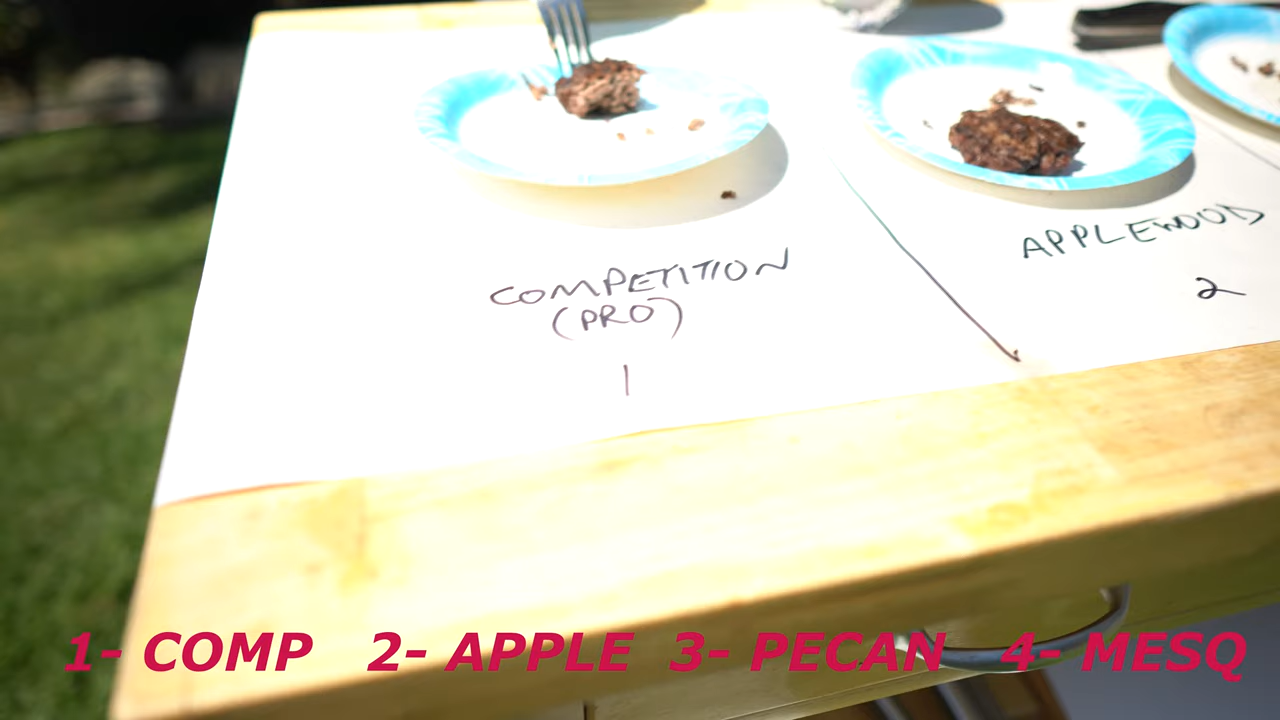 COMPETITION
(PRO)
1
APPLEWOOD
2
1- COMP 2- APPLE 3- PECAN 4- MESQ